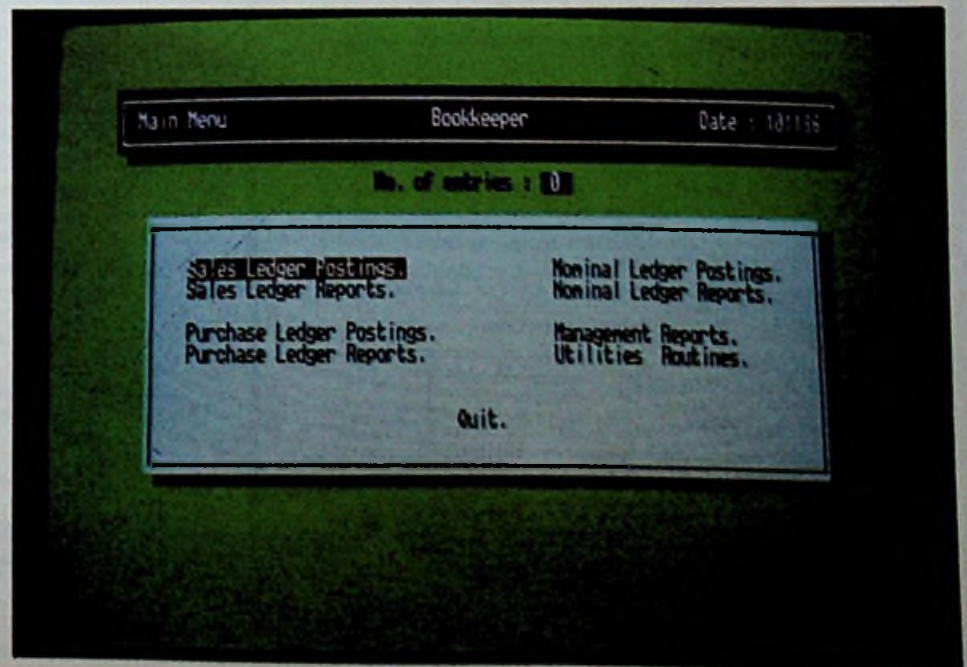 Main Menu Bookkeeper Date :
No. of entries : 0
Sales Ledger Postings.
Sales Ledger Reports.
Purchase Ledger Postings.
Purchase Ledger Reports.
Nominal Ledger Postings.
Nominal Ledger Reports.
Management Reports.
Utilities Routines.
Quit.